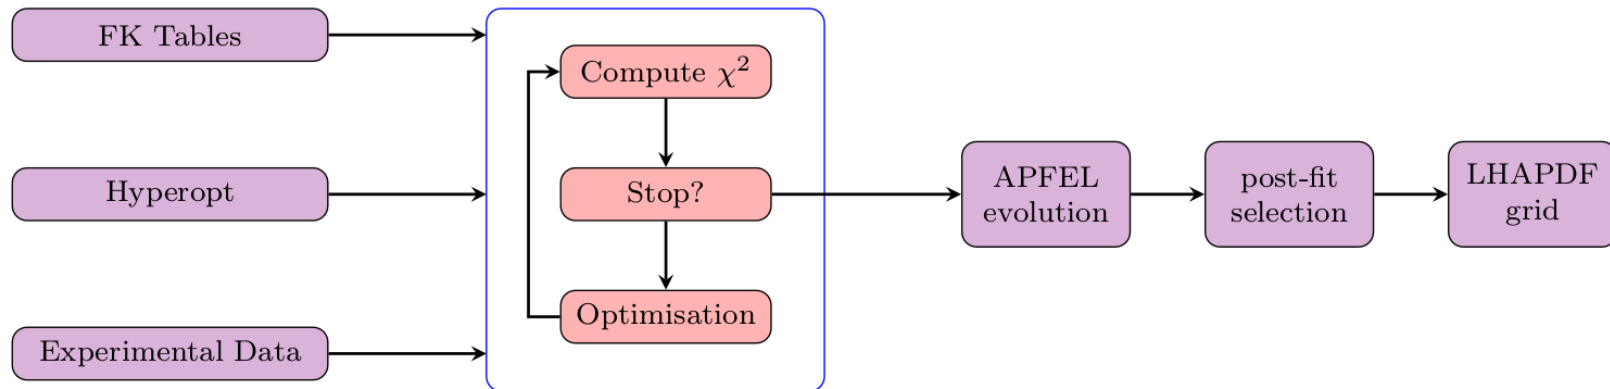 FK Tables
Hyperopt
Experimental Data
Compute χ²
Stop?
Optimisation
APFEL
evolution
post-fit
selection
LHAPDF
grid